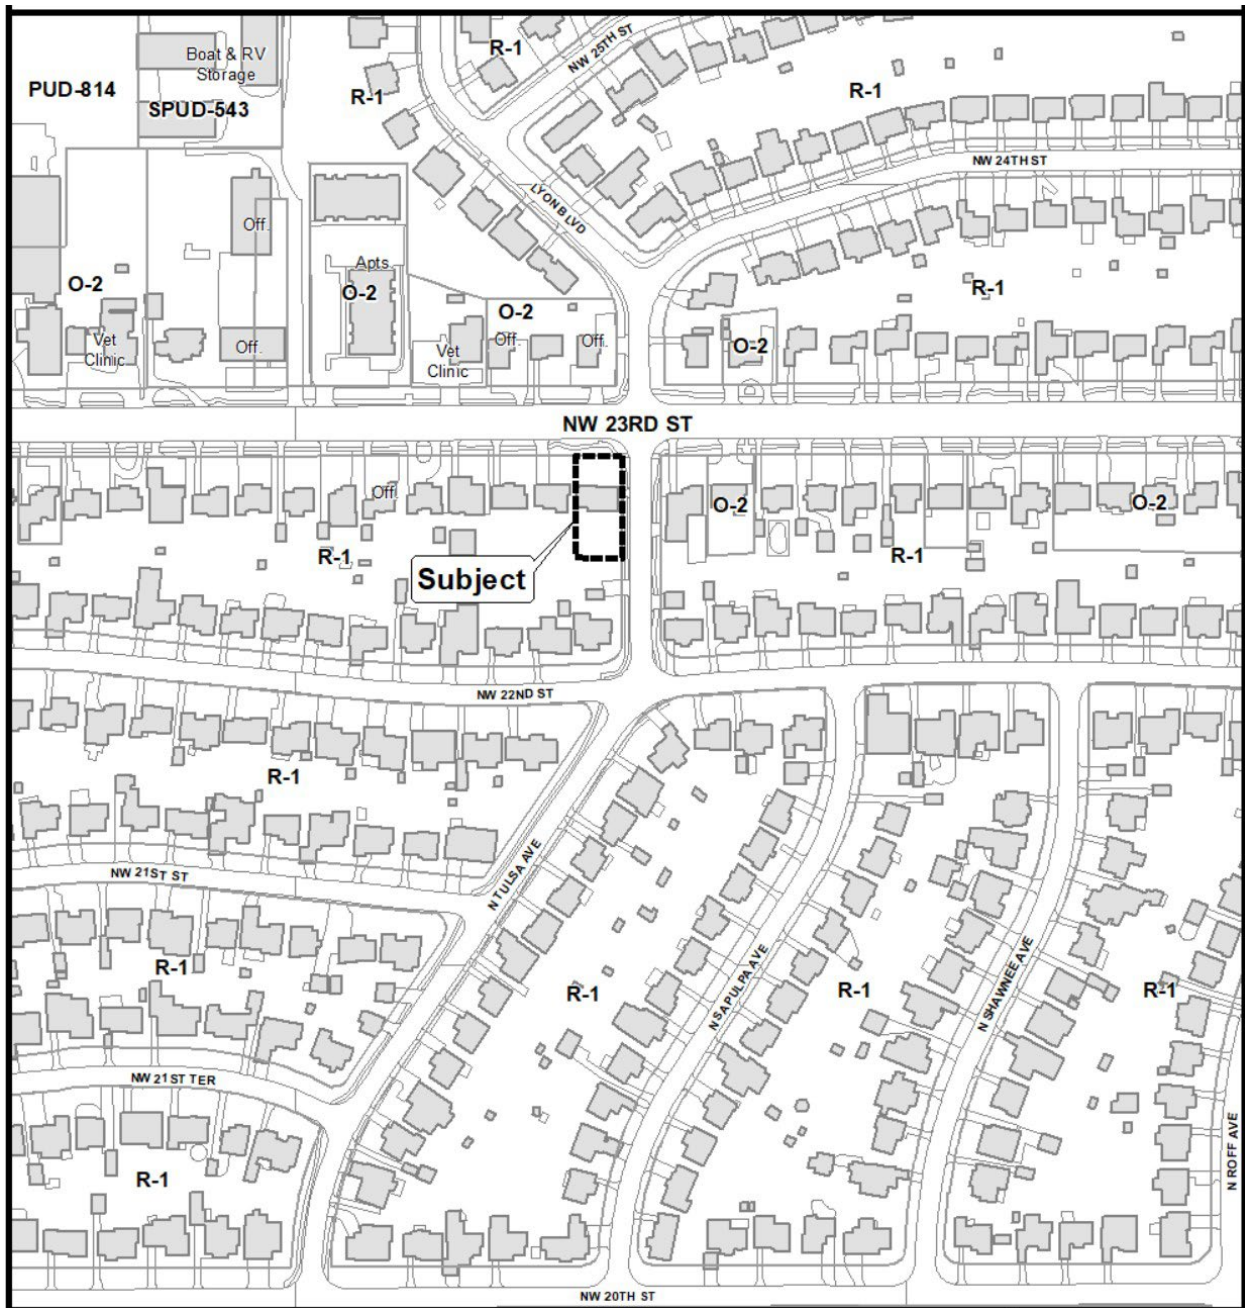 R-1
NW 25TH ST
Boat & RV
Storage
PUD-814
SPUD-543
R-1
R-1
NW 24TH ST
LYON BLVD
Off.
Apts
O-2
O-2
R-1
O-2
Vet
Clinic
Off.
Vet
Clinic
Off.
Off.
O-2
NW 23RD ST
Off
O-2
O-2
R-1
R-1
Subject
NW 22ND ST
R-1
N TULSA AVE
NW 21ST ST
R-1
R-1
N SAPULPA AVE
R-1
N SHAWNEE AVE
R-1
NW 21ST TER
R-1
N ROFF AVE
NW 20TH ST